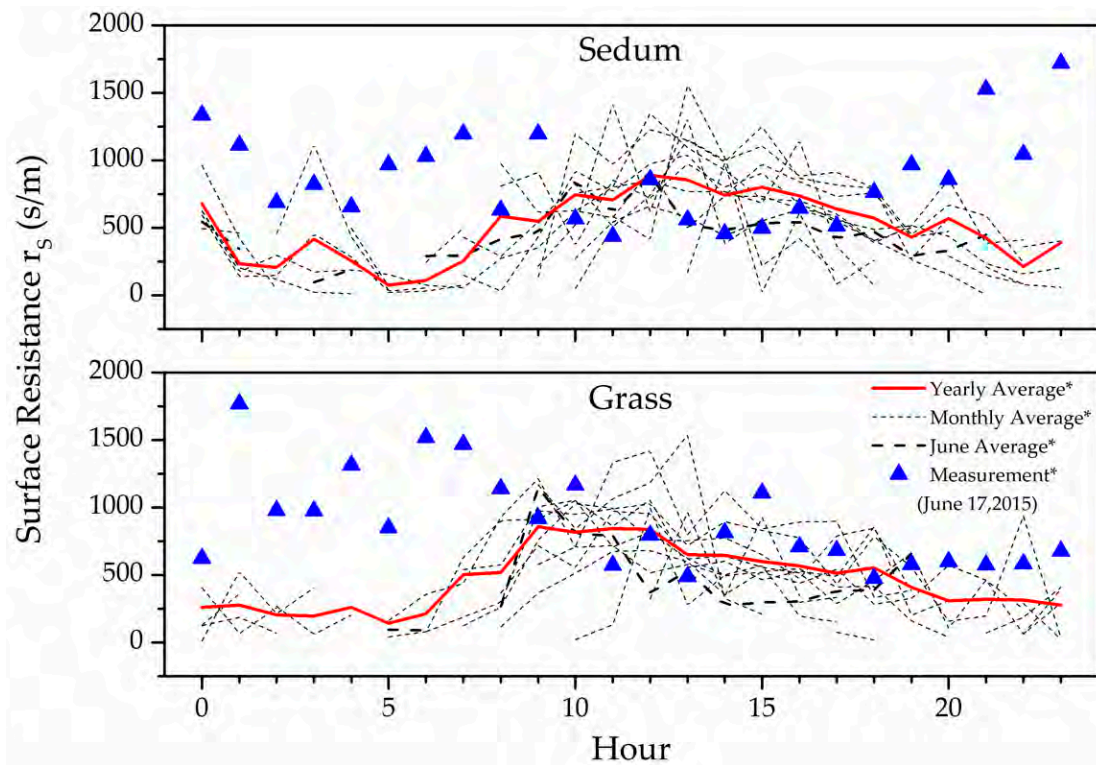 2000
Sedum
1500
1000
500
0
2000
Grass
Yearly Average*
1500
Monthly Average*
June Average*
1000
Measurement*
(June 17,2015)
500
0
0 5 10 15 20
Hour
Surface Resistance rS (s/m)